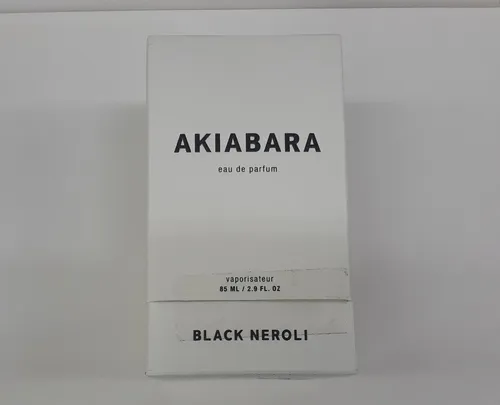 AKIABARA
eau de parfum
vaporisateur
85 ML / 2.9 FL. OZ
BLACK NEROLI